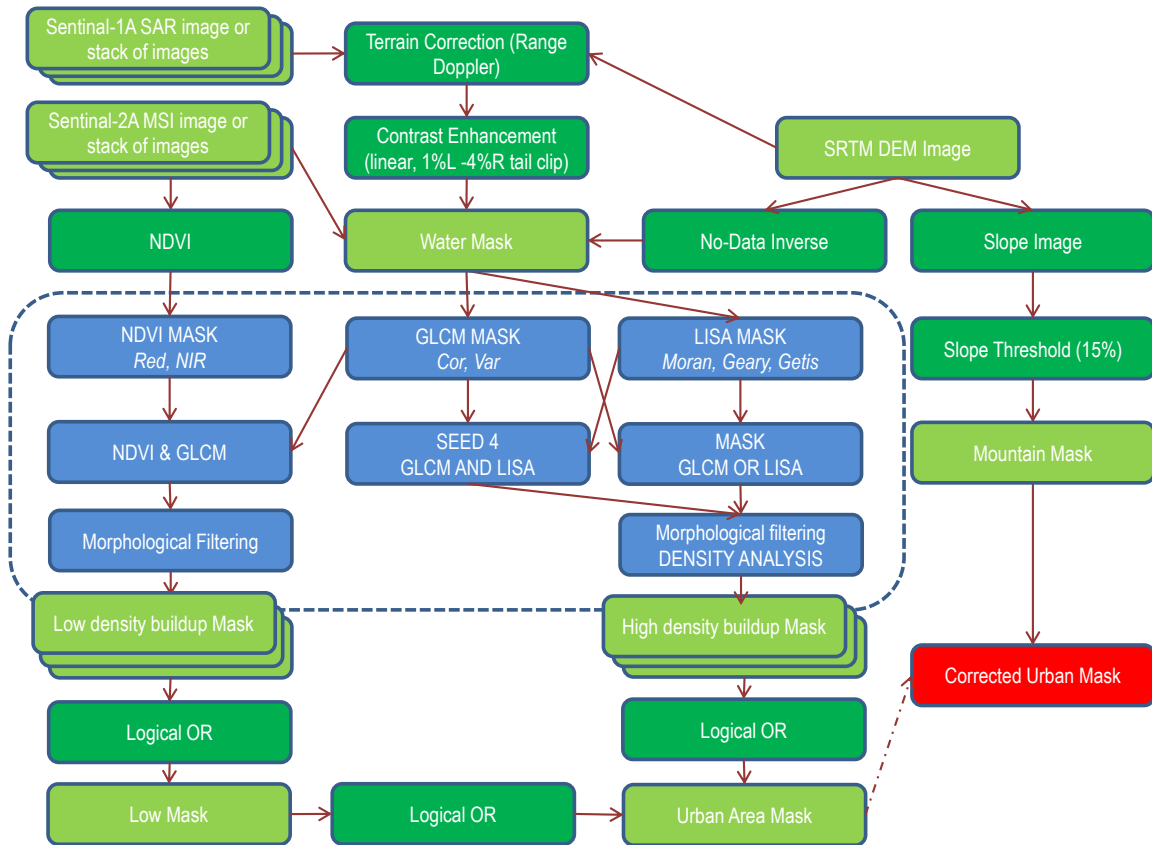 Sentinal-1A SAR image or
stack of images
Terrain Correction (Range
Doppler)
Sentinal-2A MSI image or
stack of images
Contrast Enhancement
(linear, 1%L -4%R tail clip)
SRTM DEM Image
NDVI
Water Mask
No-Data Inverse
Slope Image
NDVI MASK
Red, NIR
GLCM MASK
Cor, Var
LISA MASK
Moran, Geary, Getis
Slope Threshold (15%)
NDVI & GLCM
SEED 4
GLCM AND LISA
MASK
GLCM OR LISA
Mountain Mask
Morphological Filtering
Morphological filtering
DENSITY ANALYSIS
Low density buildup Mask
High density buildup Mask
Corrected Urban Mask
Logical OR
Logical OR
Low Mask
Logical OR
Urban Area Mask